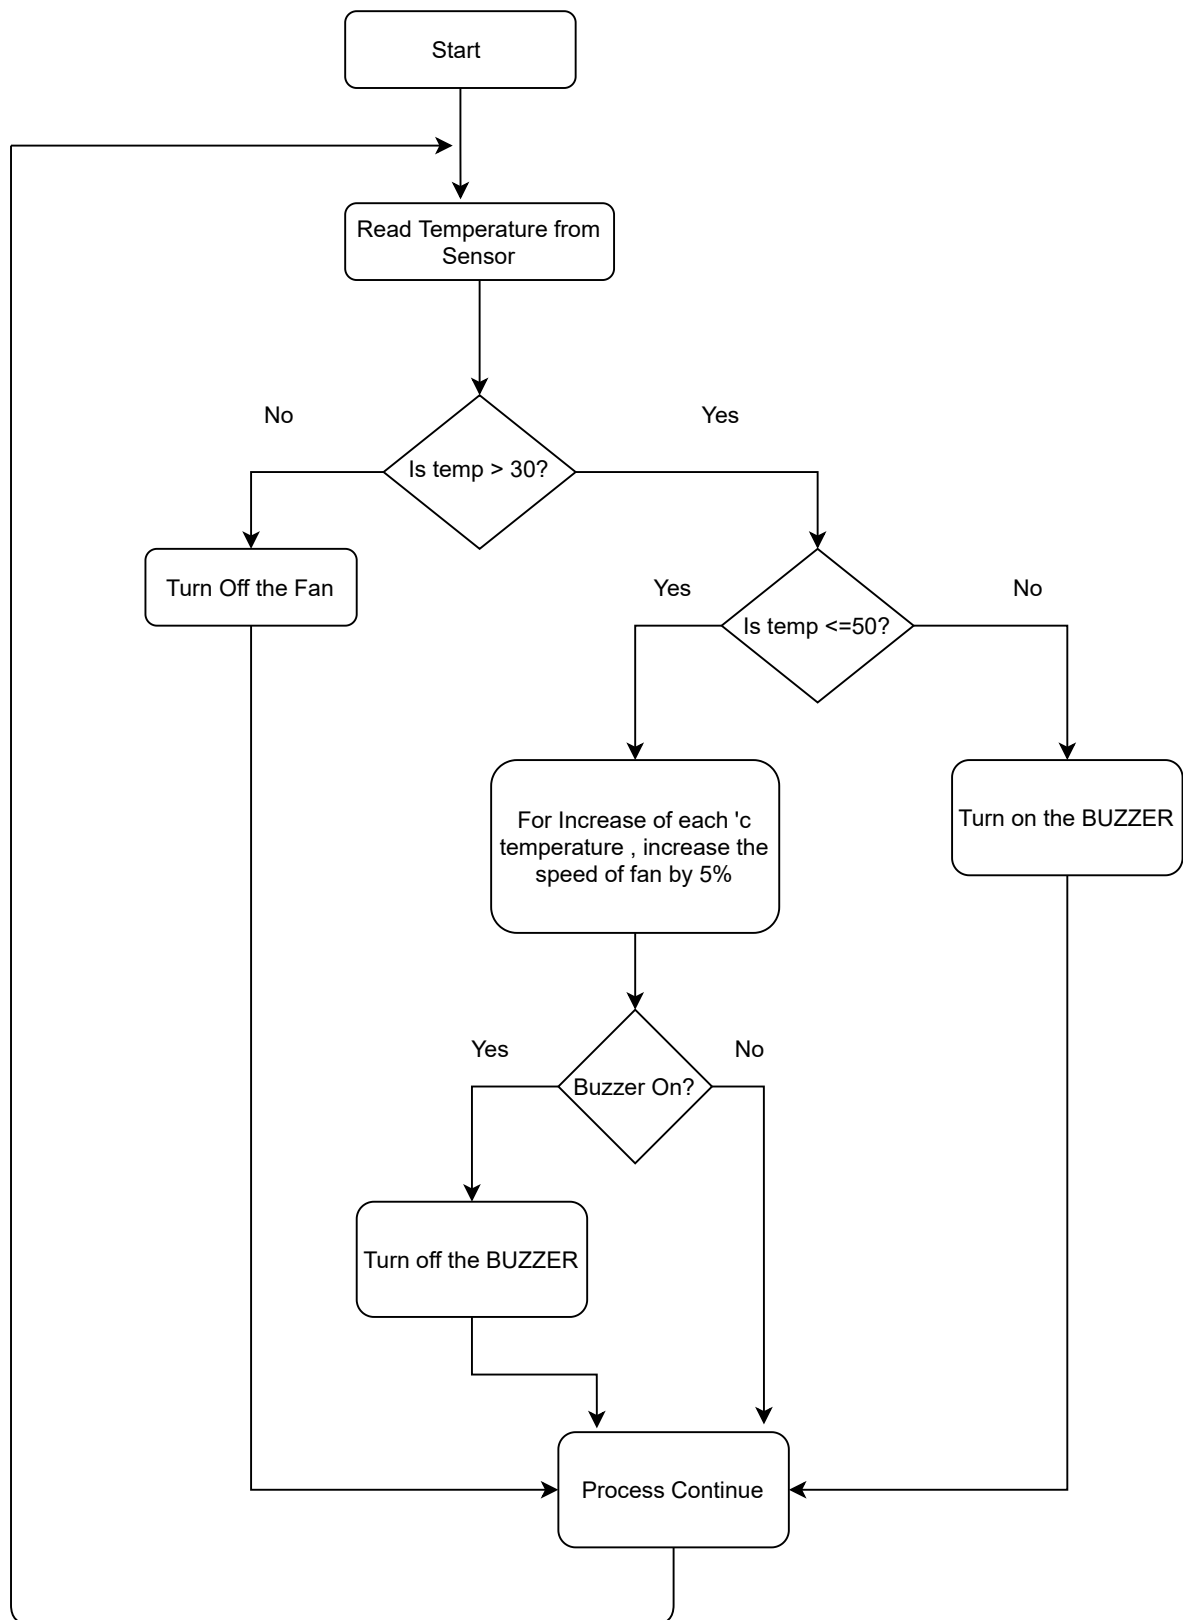 Start
Read Temperature from
Sensor
No
Yes
Is temp > 30?
Turn Off the Fan
Yes
No
Is temp <=50?
For Increase of each 'c
temperature , increase the
speed of fan by 5%
Turn on the BUZZER
Yes
No
Buzzer On?
Turn off the BUZZER
Process Continue